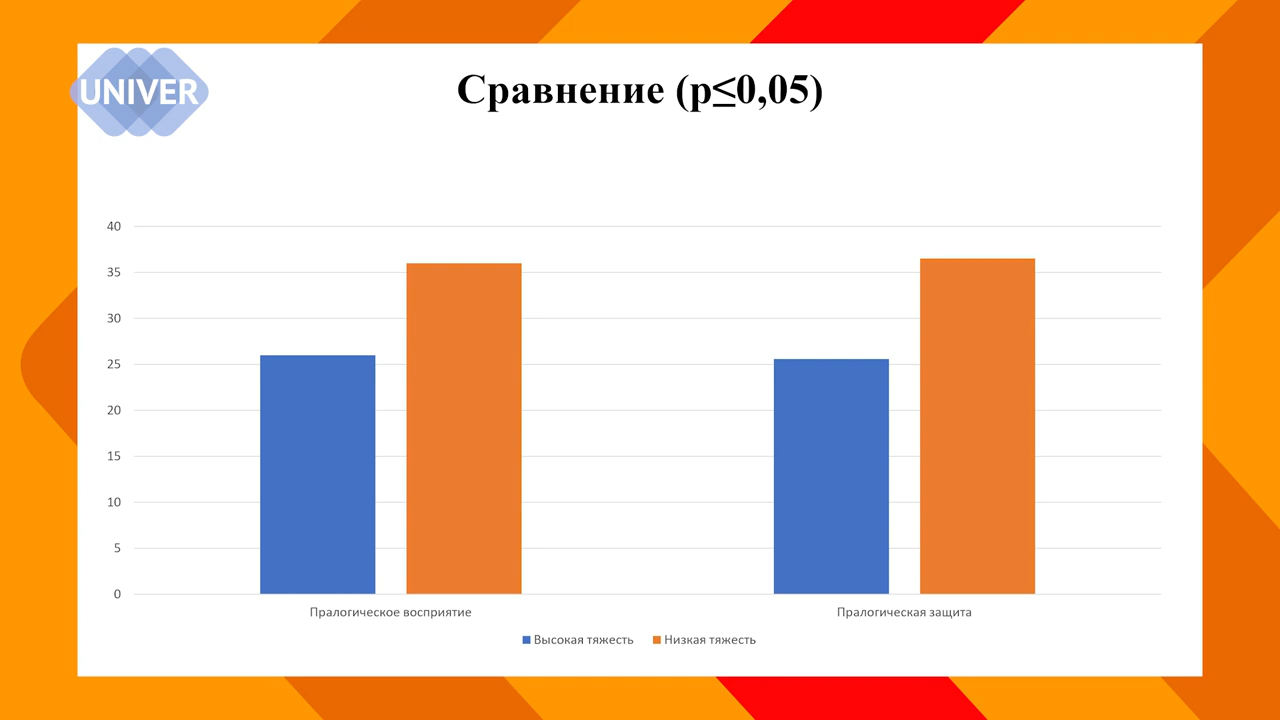 UNIVER
Сравнение (p≤0,05)
40
35
30
25
20
15
10
5
0
Пралогическое восприятие
Пралогическая защита
Высокая тяжесть
Низкая тяжесть